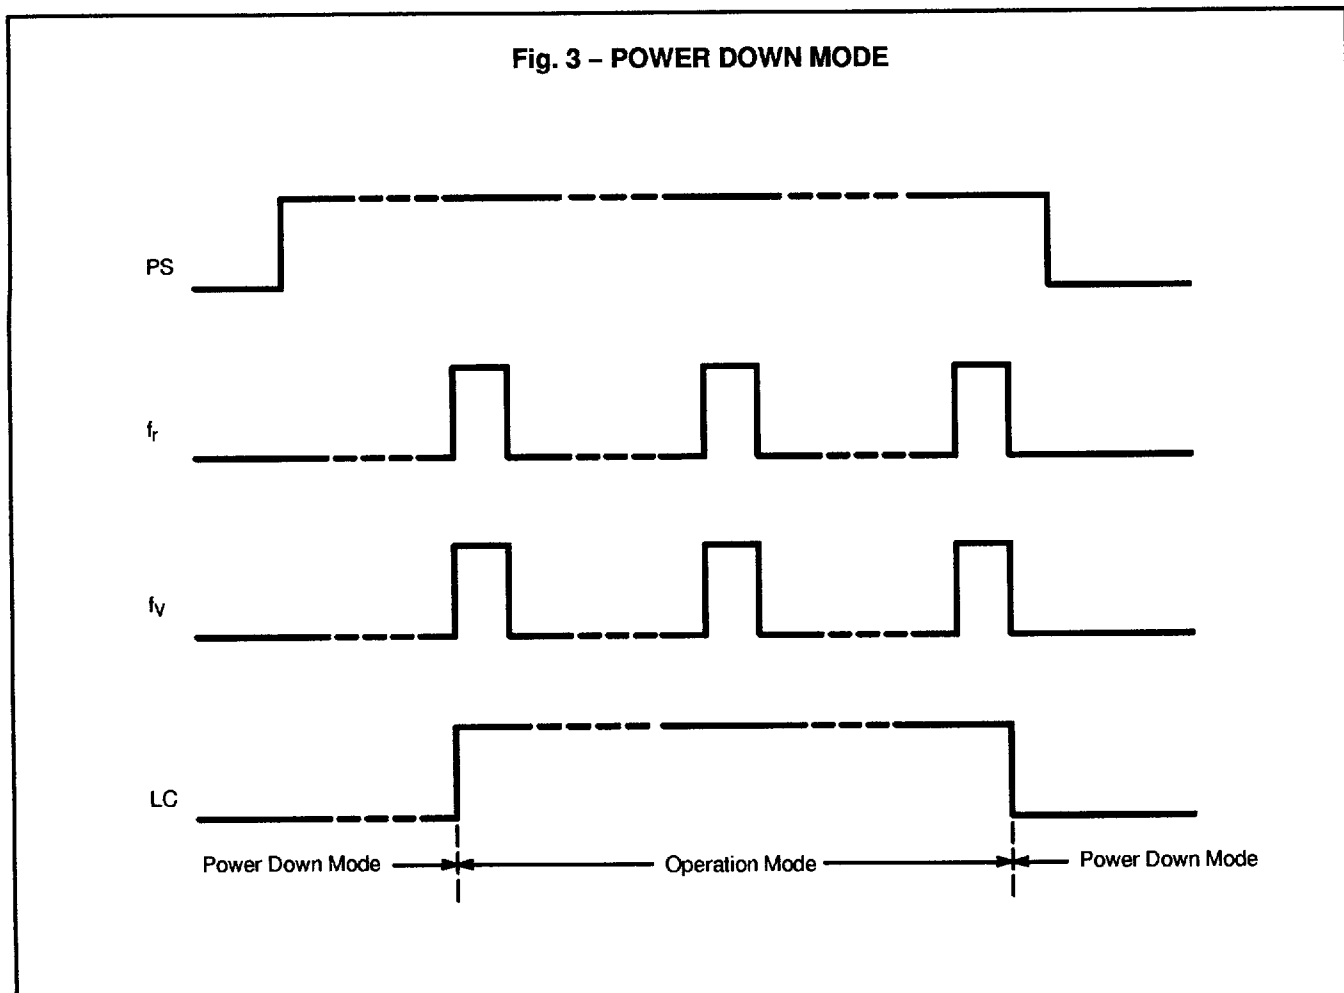 Fig. 3 – POWER DOWN MODE
PS
fr
fV
LC
Power Down Mode
Operation Mode
Power Down Mode